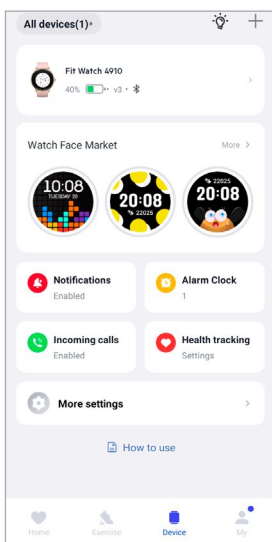 All devices(1)
Fit Watch 4910
40% v3
Watch Face Market
More >
10:08
TUESDAY 20
20:08
22025
22025
20:08
Notifications
Enabled
Alarm Clock
1
Incoming calls
Enabled
Health tracking
Settings
More settings
How to use
Home
Exercise
Device
My